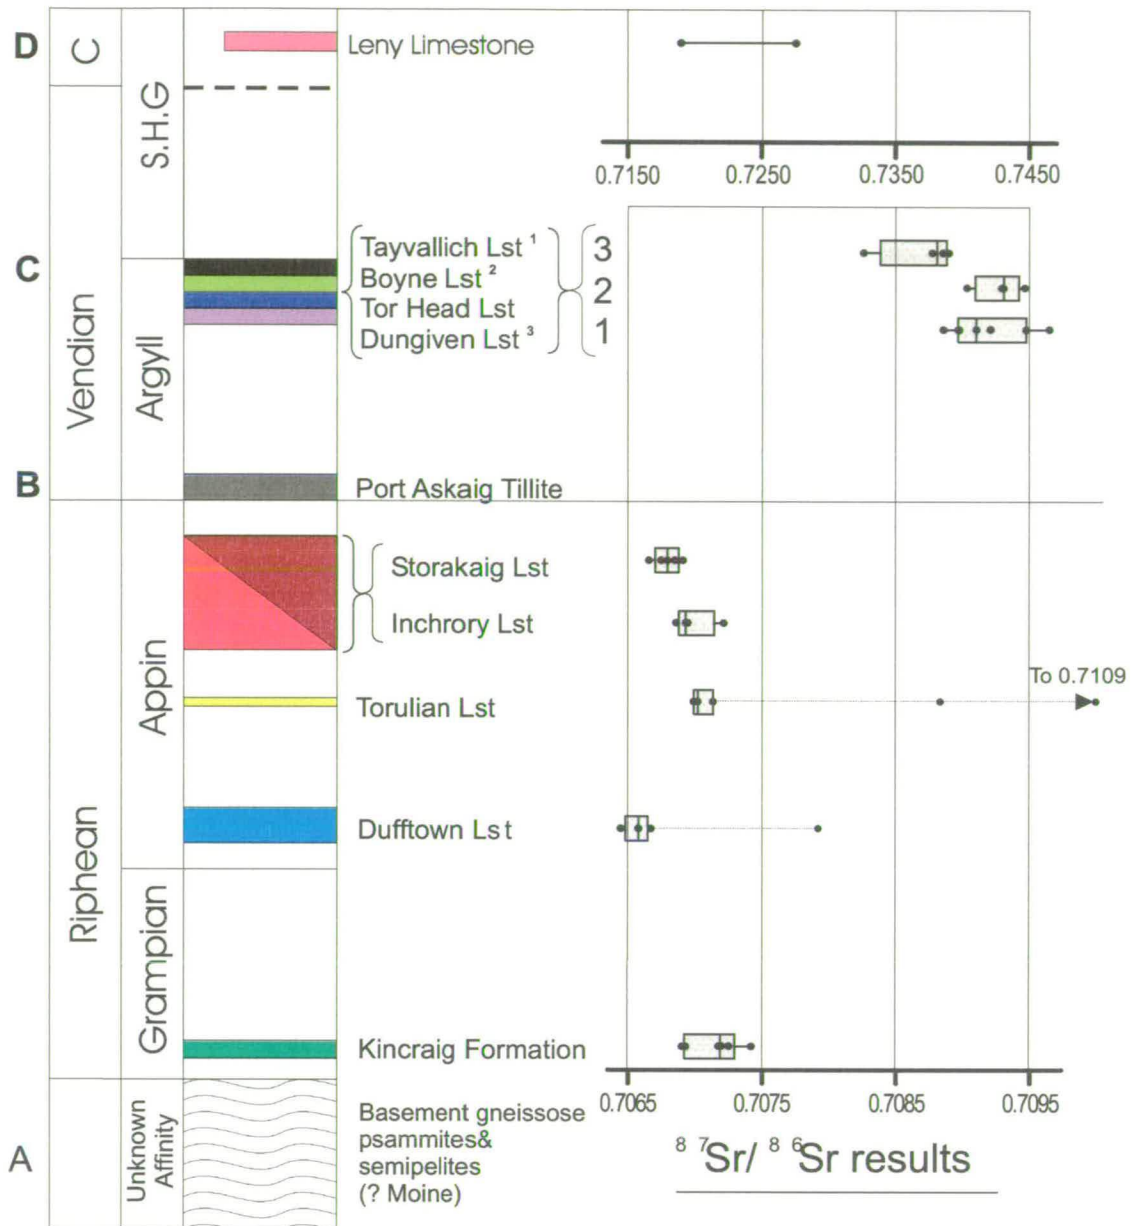 D
C
S.H.G
Leny Limestone
0.7150 0.7250 0.7350 0.7450
C
Vendian
Argyll
Tayvallich Lst 1
Boyne Lst 2
Tor Head Lst
Dungiven Lst 3
3
2
1
B
Port Askaig Tillite
Riphean
Appin
Storakaig Lst
Inchrory Lst
Torulian Lst
To 0.7109
Dufftown Lst
Grampian
Kincraig Formation
0.7065 0.7075 0.7085 0.7095
A
Unknown
Affinity
Basement gneissose
psammites&
semipelites
(? Moine)
87Sr/ 86Sr results